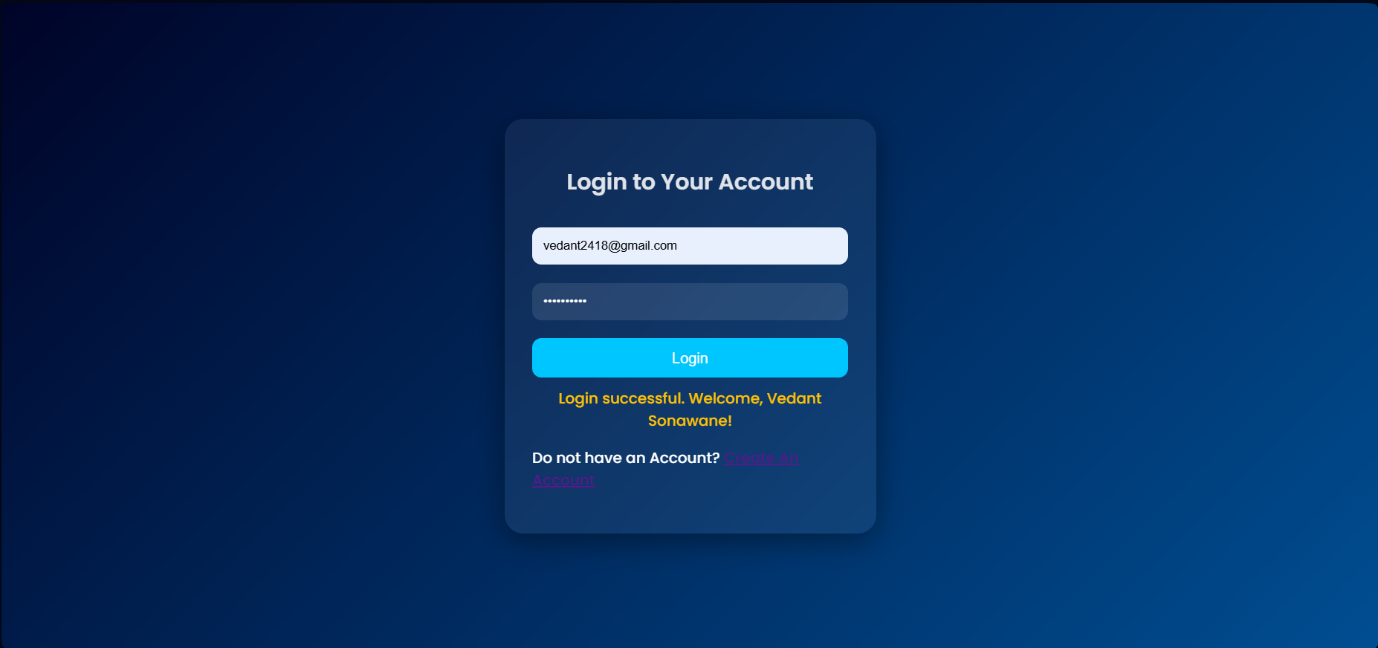 Login to Your Account
vedant2418@gmail.com
••••••••••
Login
Login successful. Welcome, Vedant
Sonawane!
Do not have an Account? Create An
Account